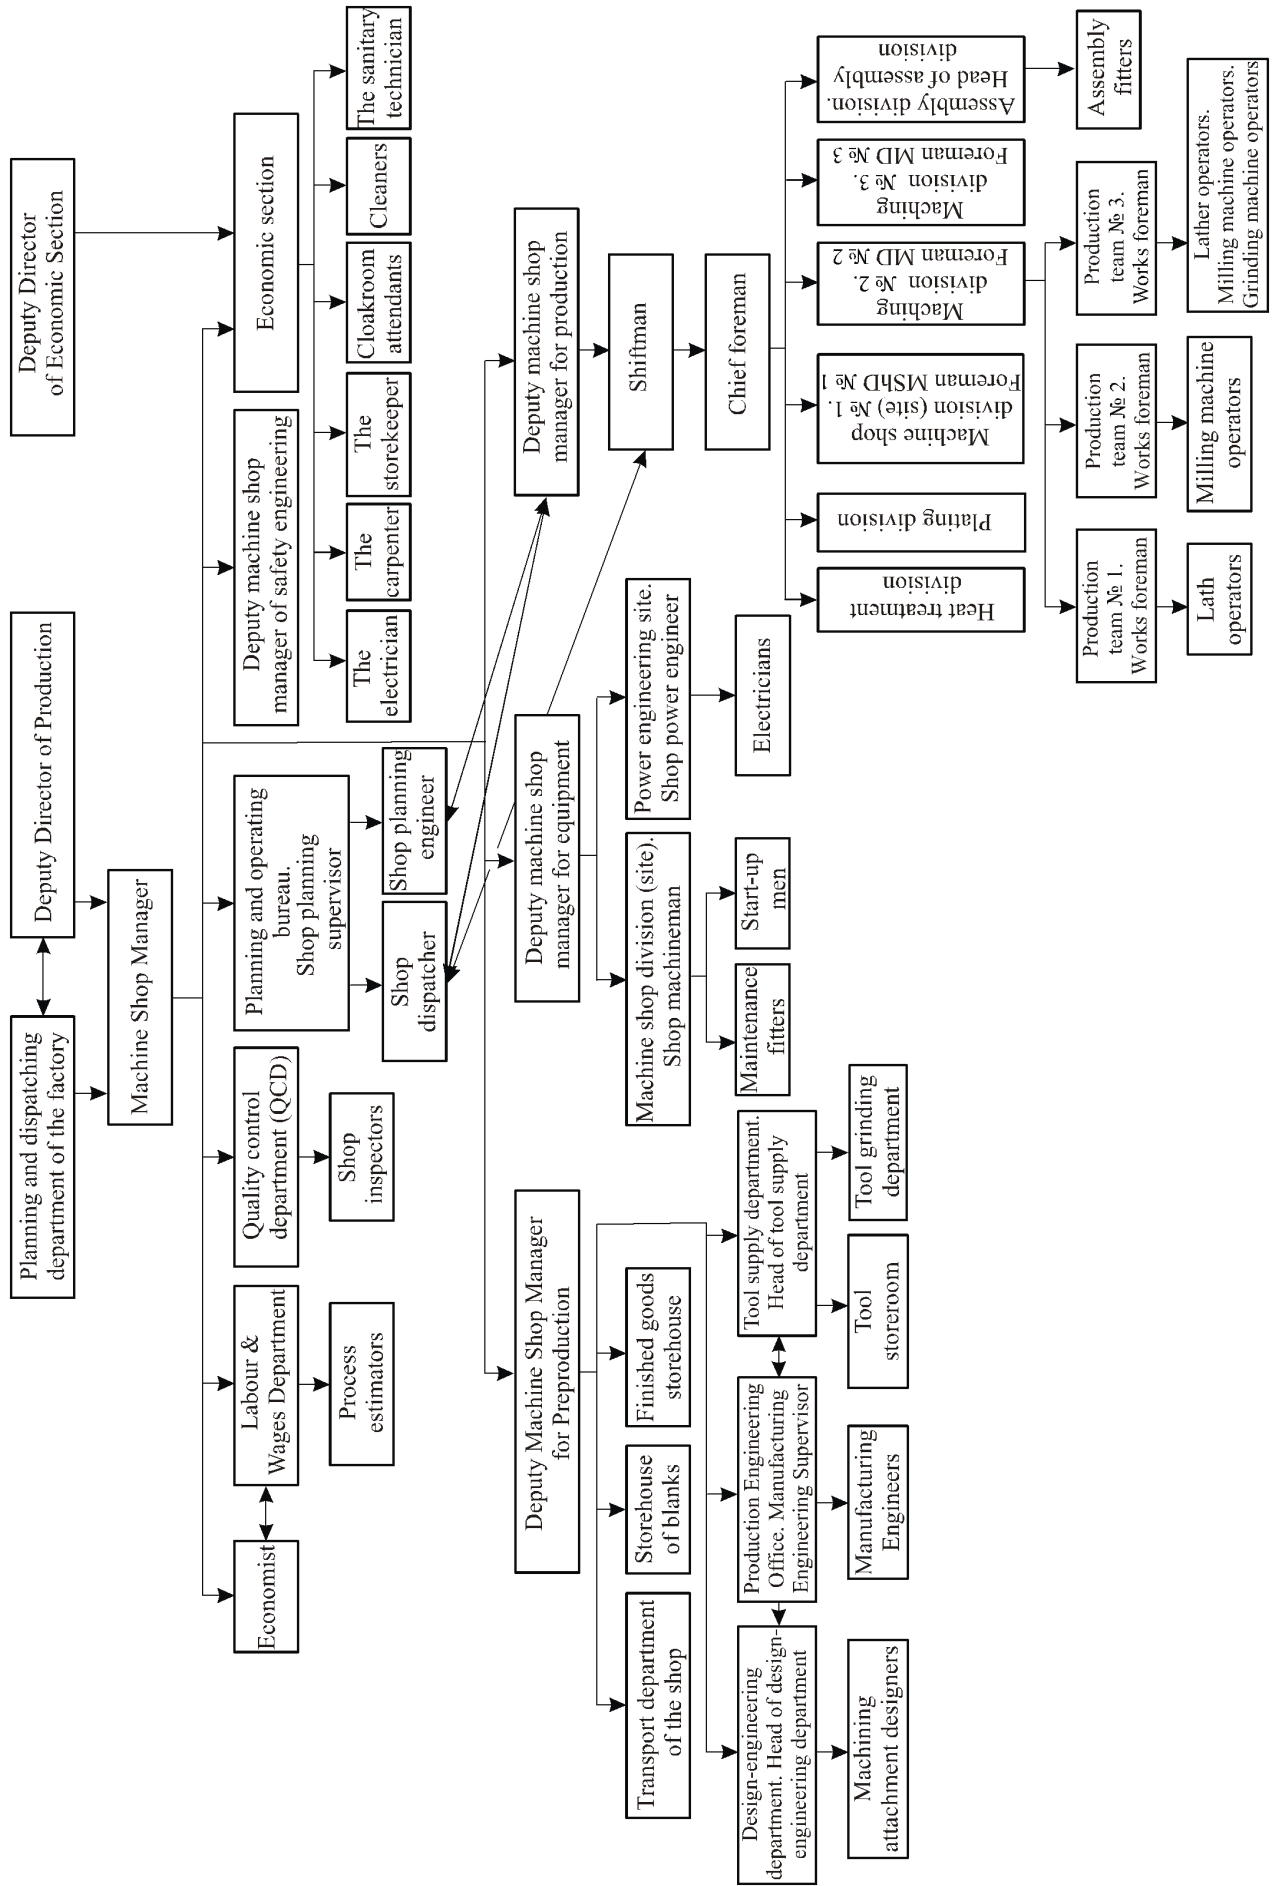 Planning and dispatching
department of the factory
Deputy Director of Production
Deputy Director
of Economic Section
Machine Shop Manager
Economist
Labour &
Wages Department
Quality control
department (QCD)
Planning and operating
bureau.
Shop planning
supervisor
Deputy machine shop
manager of safety engineering
Economic section
Process
estimators
Shop
inspectors
Shop
dispatcher
Shop planning
engineer
The
electrician
The
carpenter
The
storekeeper
Cloakroom
attendants
Cleaners
The sanitary
technician
Deputy Machine Shop Manager
for Preproduction
Deputy machine shop
manager for equipment
Deputy machine shop
manager for production
Transport department
of the shop
Storehouse
of blanks
Finished goods
storehouse
Machine shop division (site).
Shop machineman
Power engineering site.
Shop power engineer
Shiftman
Design-engineering
department. Head of design-
engineering department
Production Engineering
Office. Manufacturing
Engineering Supervisor
Tool supply department.
Head of tool supply
department
Maintenance
fitters
Start-up
men
Electricians
Chief foreman
Machining
attachment designers
Manufacturing
Engineers
Tool
storeroom
Tool grinding
department
Heat treatment
division
Plating division
Machine shop
division (site) № 1.
Foreman MShD № 1
Maching
division № 2.
Foreman MD № 2
Maching
division № 3.
Foreman MD № 3
Assembly division.
Head of assembly
division
Production
team № 1.
Works foreman
Production
team № 2.
Works foreman
Production
team № 3.
Works foreman
Assembly
fitters
Lath
operators
Milling machine
operators
Lather operators.
Milling machine operators.
Grinding machine operators